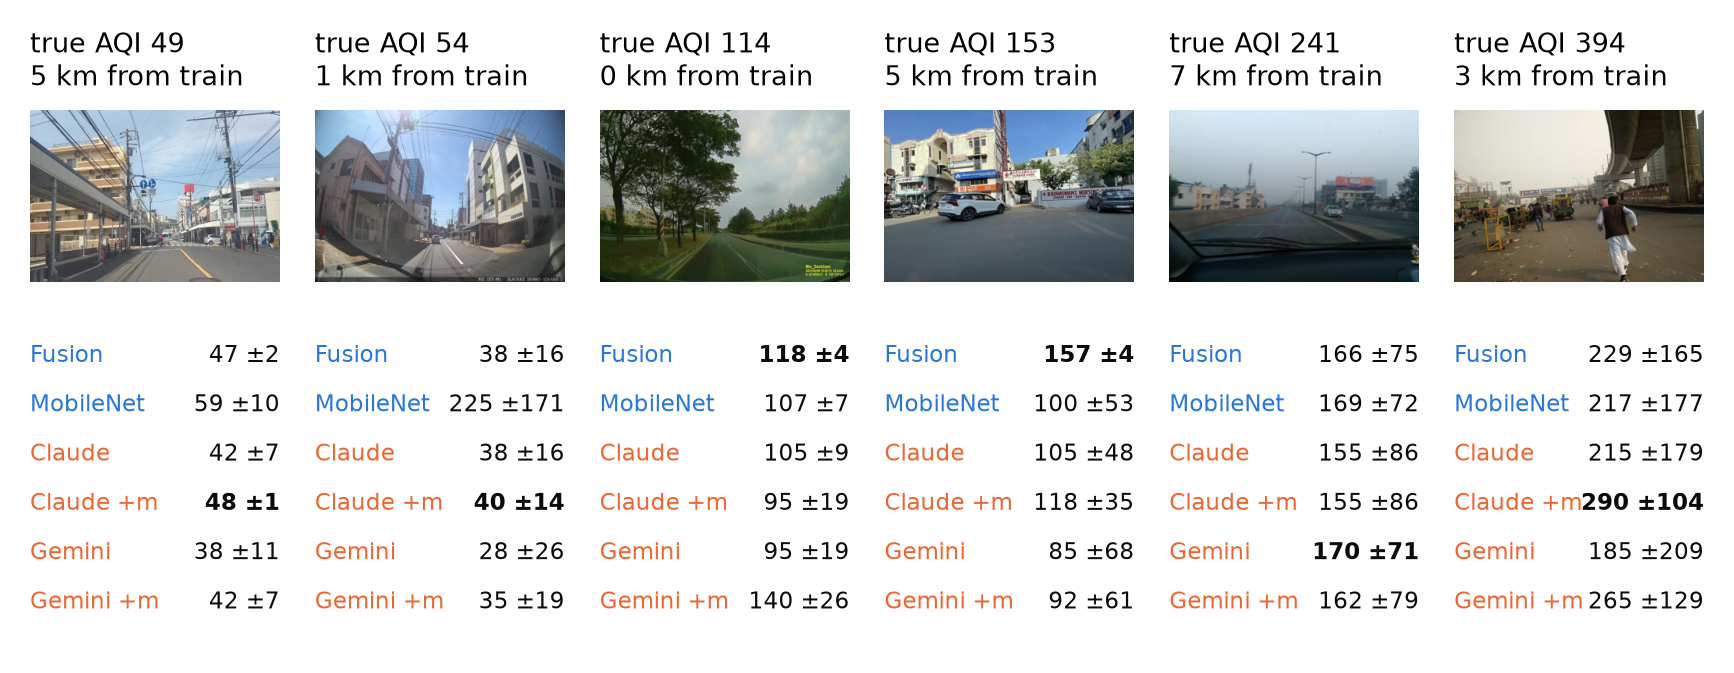 true AQI 49
5 km from train
true AQI 54
1 km from train
true AQI 114
0 km from train
true AQI 153
5 km from train
true AQI 241
7 km from train
true AQI 394
3 km from train
Fusion 47 ±2
MobileNet 59 ±10
Claude 42 ±7
Claude +m 48 ±1
Gemini 38 ±11
Gemini +m 42 ±7
Fusion 38 ±16
MobileNet 225 ±171
Claude 38 ±16
Claude +m 40 ±14
Gemini 28 ±26
Gemini +m 35 ±19
Fusion 118 ±4
MobileNet 107 ±7
Claude 105 ±9
Claude +m 95 ±19
Gemini 95 ±19
Gemini +m 140 ±26
Fusion 157 ±4
MobileNet 100 ±53
Claude 105 ±48
Claude +m 118 ±35
Gemini 85 ±68
Gemini +m 92 ±61
Fusion 166 ±75
MobileNet 169 ±72
Claude 155 ±86
Claude +m 155 ±86
Gemini 170 ±71
Gemini +m 162 ±79
Fusion 229 ±165
MobileNet 217 ±177
Claude 215 ±179
Claude +m 290 ±104
Gemini 185 ±209
Gemini +m 265 ±129